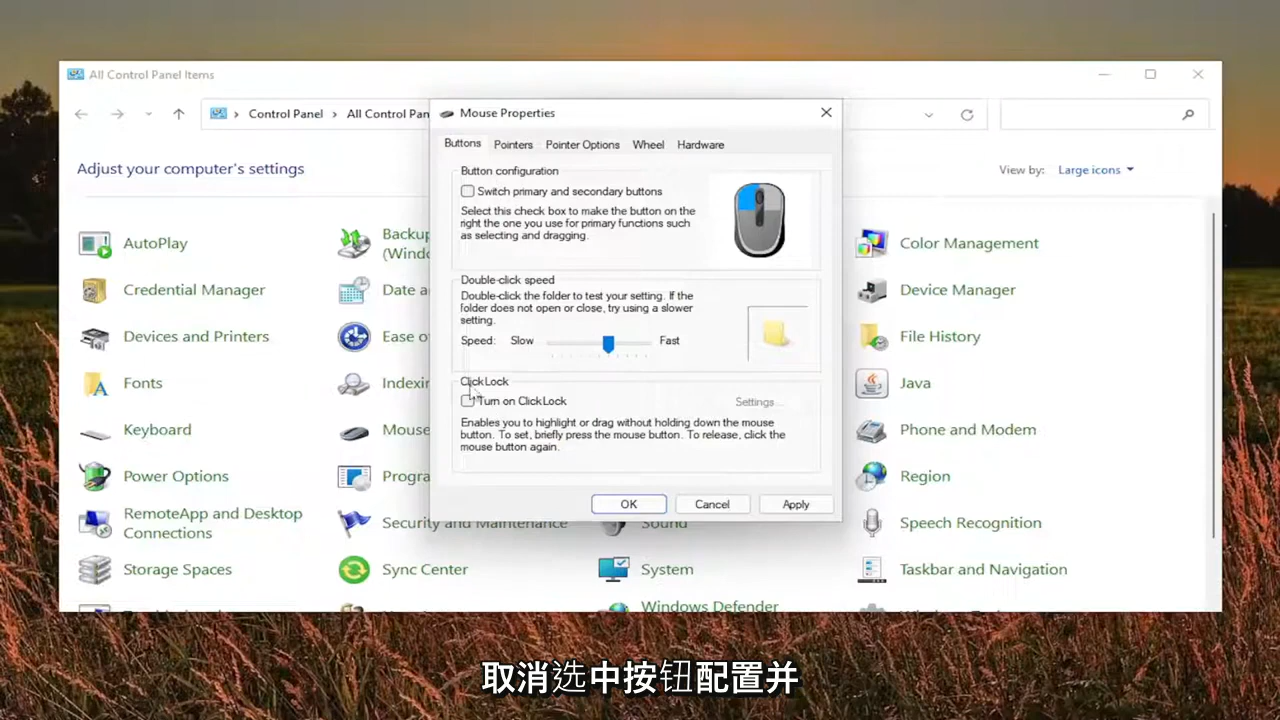 All Control Panel Items
Control Panel
All Control Pan
Mouse Properties
Buttons
Pointers
Pointer Options
Wheel
Hardware
Adjust your computer's settings
View by:
Large icons
Button configuration
Switch primary and secondary buttons
Select this check box to make the button on the
right the one you use for primary functions such
as selecting and dragging.
Double-click speed
Double-click the folder to test your setting. If the
folder does not open or close, try using a slower
setting.
Speed:
Slow
Fast
ClickLock
Turn on ClickLock
Settings...
Enables you to highlight or drag without holding down the mouse
button. To set, briefly press the mouse button. To release, click the
mouse button again.
OK
Cancel
Apply
AutoPlay
Backup
(Windo
Color Management
Credential Manager
Date a
Device Manager
Devices and Printers
Ease o
File History
Fonts
Indexin
Java
Keyboard
Mouse
Phone and Modem
Power Options
Progra
Region
RemoteApp and Desktop
Connections
Security and Maintenance
Sound
Speech Recognition
Storage Spaces
Sync Center
System
Taskbar and Navigation
Windows Defender
取消选中按钮配置并